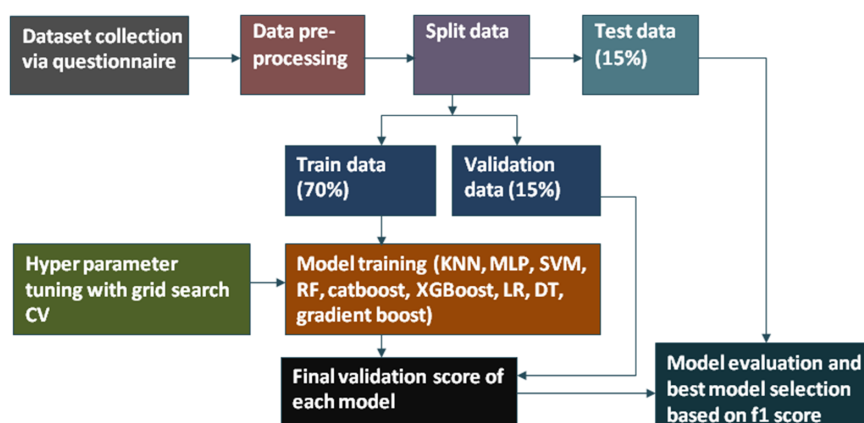 Dataset collection
via questionnaire
Data pre-
processing
Split data
Test data
(15%)
Train data
(70%)
Validation
data (15%)
Hyper parameter
tuning with grid search
CV
Model training (KNN, MLP, SVM,
RF, catboost, XGBoost, LR, DT,
gradient boost)
Final validation score of
each model
Model evaluation and
best model selection
based on f1 score